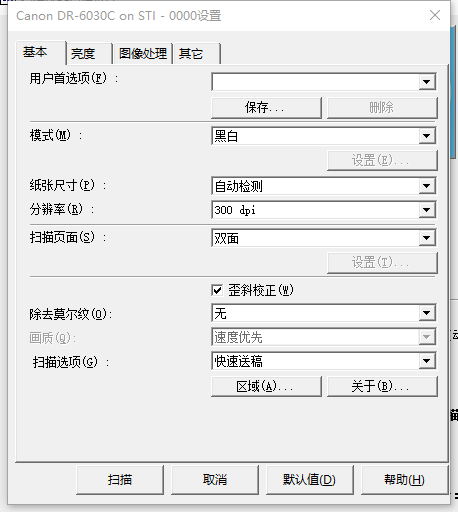 Canon DR-6030C on STI - 0000设置
基本 亮度 图像处理 其它
用户首选项(F) :
保存... 删除
模式(M) : 黑白
设置(E)...
纸张尺寸(P) : 自动检测
分辨率(R) : 300 dpi
扫描页面(S) : 双面
设置(T)...
歪斜校正(W)
除去莫尔纹(O): 无
画质(Q): 速度优先
扫描选项(G) : 快速送稿
区域(A)... 关于(B)...
扫描 取消 默认值(D) 帮助(H)